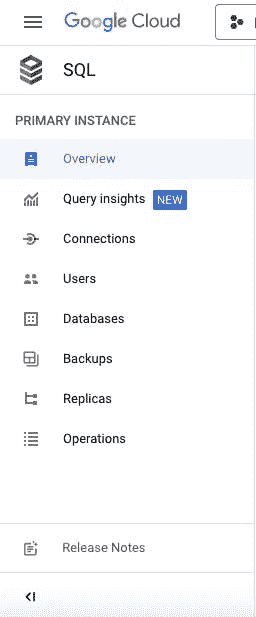 Google Cloud
SQL
PRIMARY INSTANCE
Overview
Query insights NEW
Connections
Users
Databases
Backups
Replicas
Operations
Release Notes